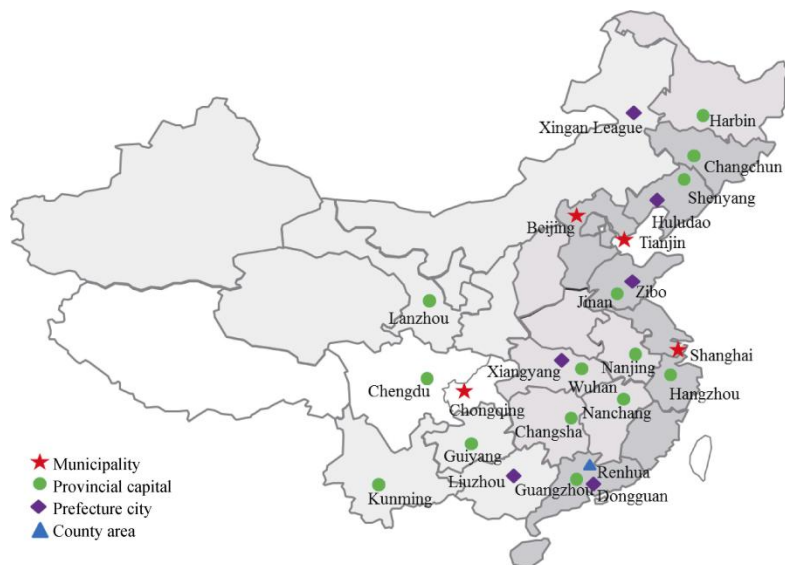 Xingan League
Harbin
Changchun
Shenyang
Huludao
Beijing
Tianjin
Zibo
Jinan
Lanzhou
Shanghai
Nanjing
Xiangyang
Wuhan
Hangzhou
Chengdu
Chongqing
Nanchang
Changsha
Guiyang
Renhua
Liuzhou
Guangzhou
Dongguan
Kunming
Municipality
Provincial capital
Prefecture city
County area